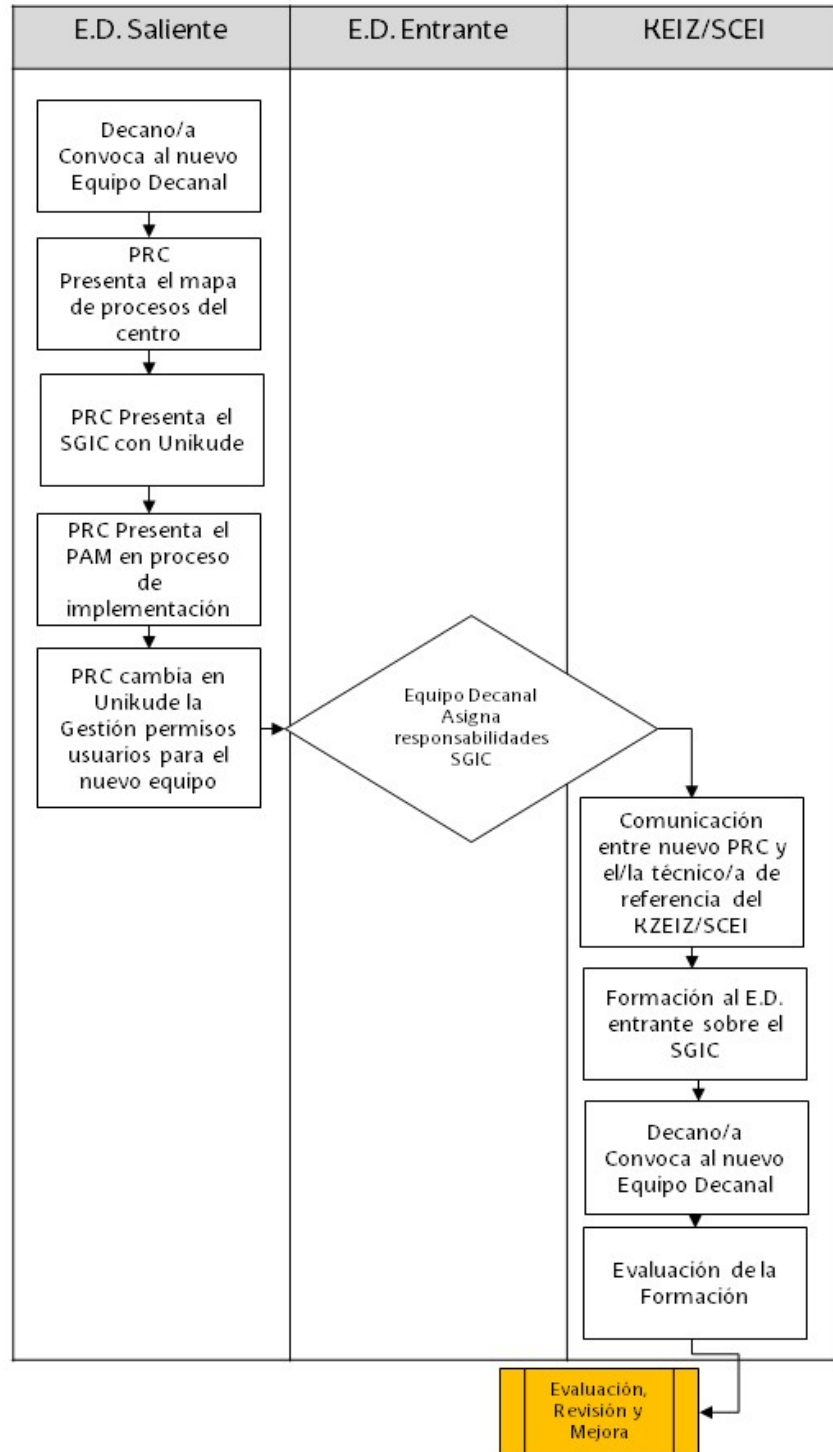 E.D. Saliente
E.D. Entrante
KEIZ/SCEI
Decano/a
Convoca al nuevo
Equipo Decanal
PRC
Presenta el mapa
de procesos del
centro
PRC Presenta el
SGIC con Unikude
PRC Presenta el
PAM en proceso
de
implementación
PRC cambia en
Unikude la
Gestión permisos
usuarios para el
nuevo equipo
Equipo Decanal
Asigna
responsabilidades
SGIC
Comunicación
entre nuevo PRC y
el/la técnico/a de
referencia del
KZEIZ/SCEI
Formación al E.D.
entrante sobre el
SGIC
Decano/a
Convoca al nuevo
Equipo Decanal
Evaluación de la
Formación
Evaluación,
Revisión y
Mejora